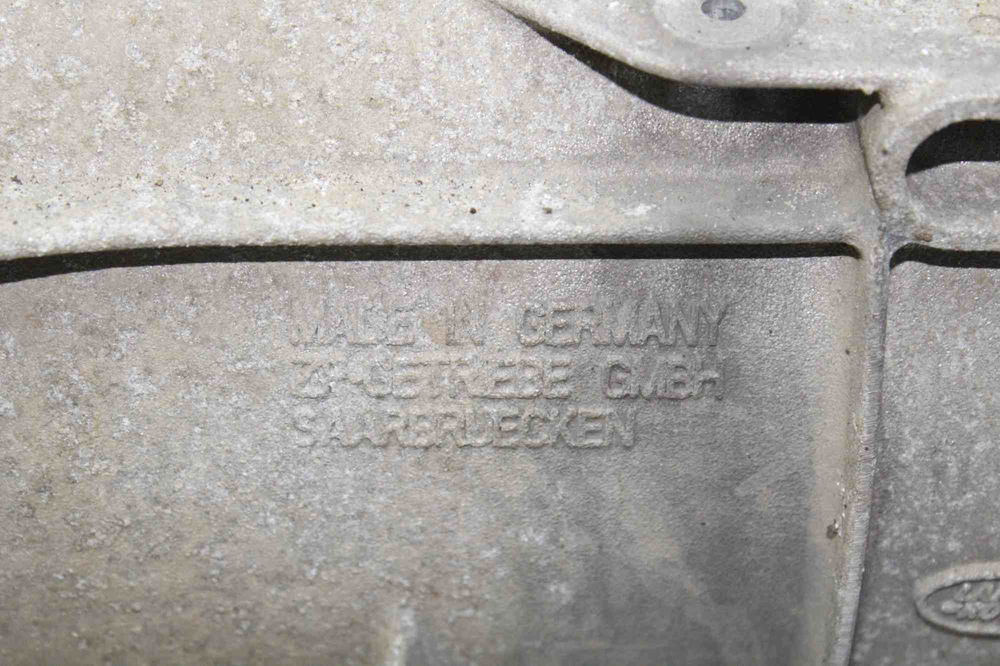 MADE IN GERMANY
ZF-GETRIEBE GMBH
SAARBRUECKEN